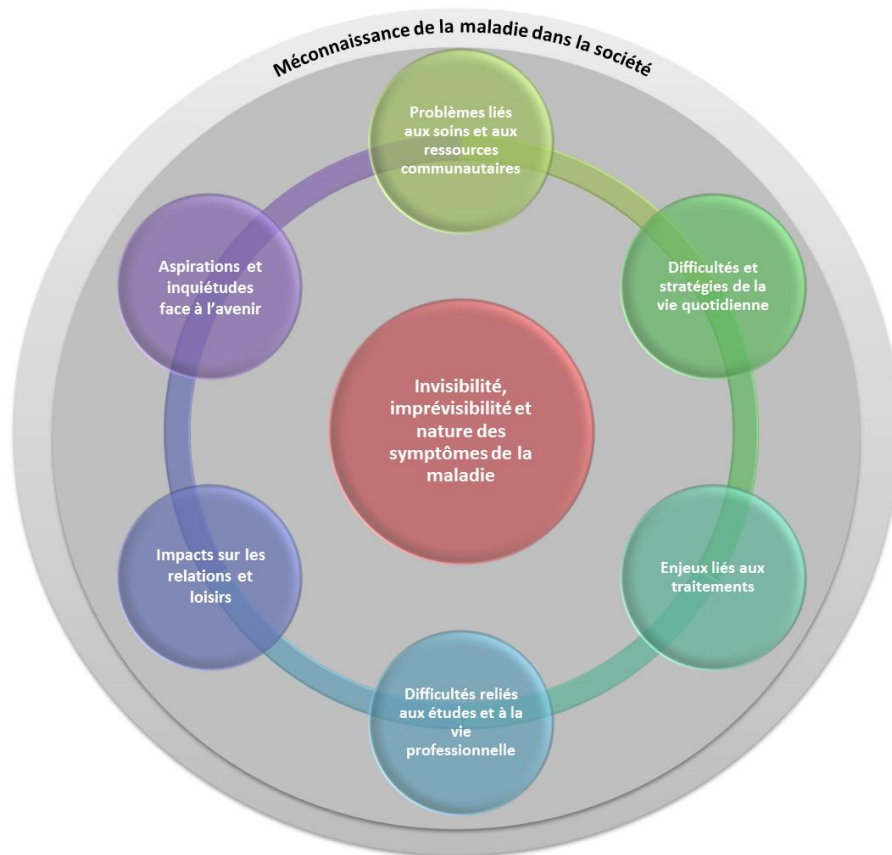 Méconnaissance de la maladie dans la société
Problèmes liés
aux soins et aux
ressources
communautaires
Difficultés et
stratégies de la
vie quotidienne
Enjeux liés aux
traitements
Difficultés reliés
aux études et à la
vie
professionnelle
Impacts sur les
relations et
loisirs
Aspirations et
inquiétudes
face à l’avenir
Invisibilité,
imprévisibilité et
nature des
symptômes de la
maladie